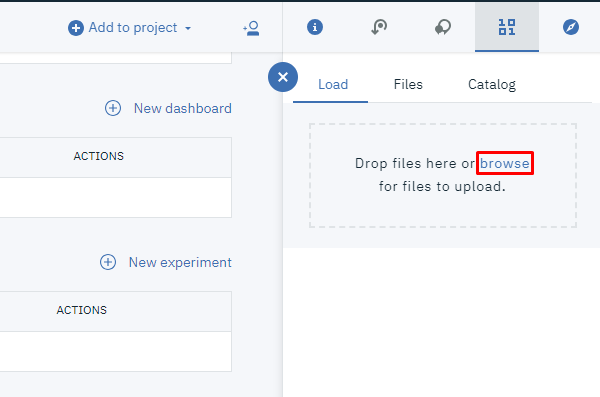 Add to project
New dashboard
ACTIONS
New experiment
ACTIONS
Load Files Catalog
Drop files here or browse
for files to upload.